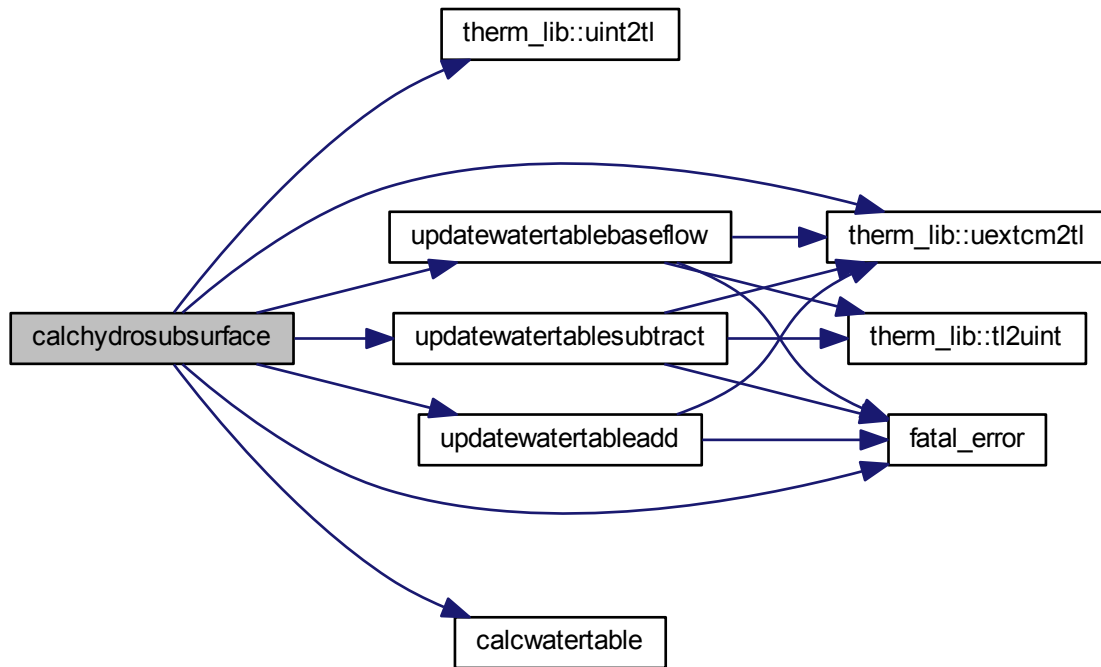 therm_lib::uint2tl
updatewatertablebaseflow
therm_lib::uextcm2tl
calchydrosubsurface
updatewatertablesubtract
therm_lib::tl2uint
updatewatertableadd
fatal_error
calcwatertable